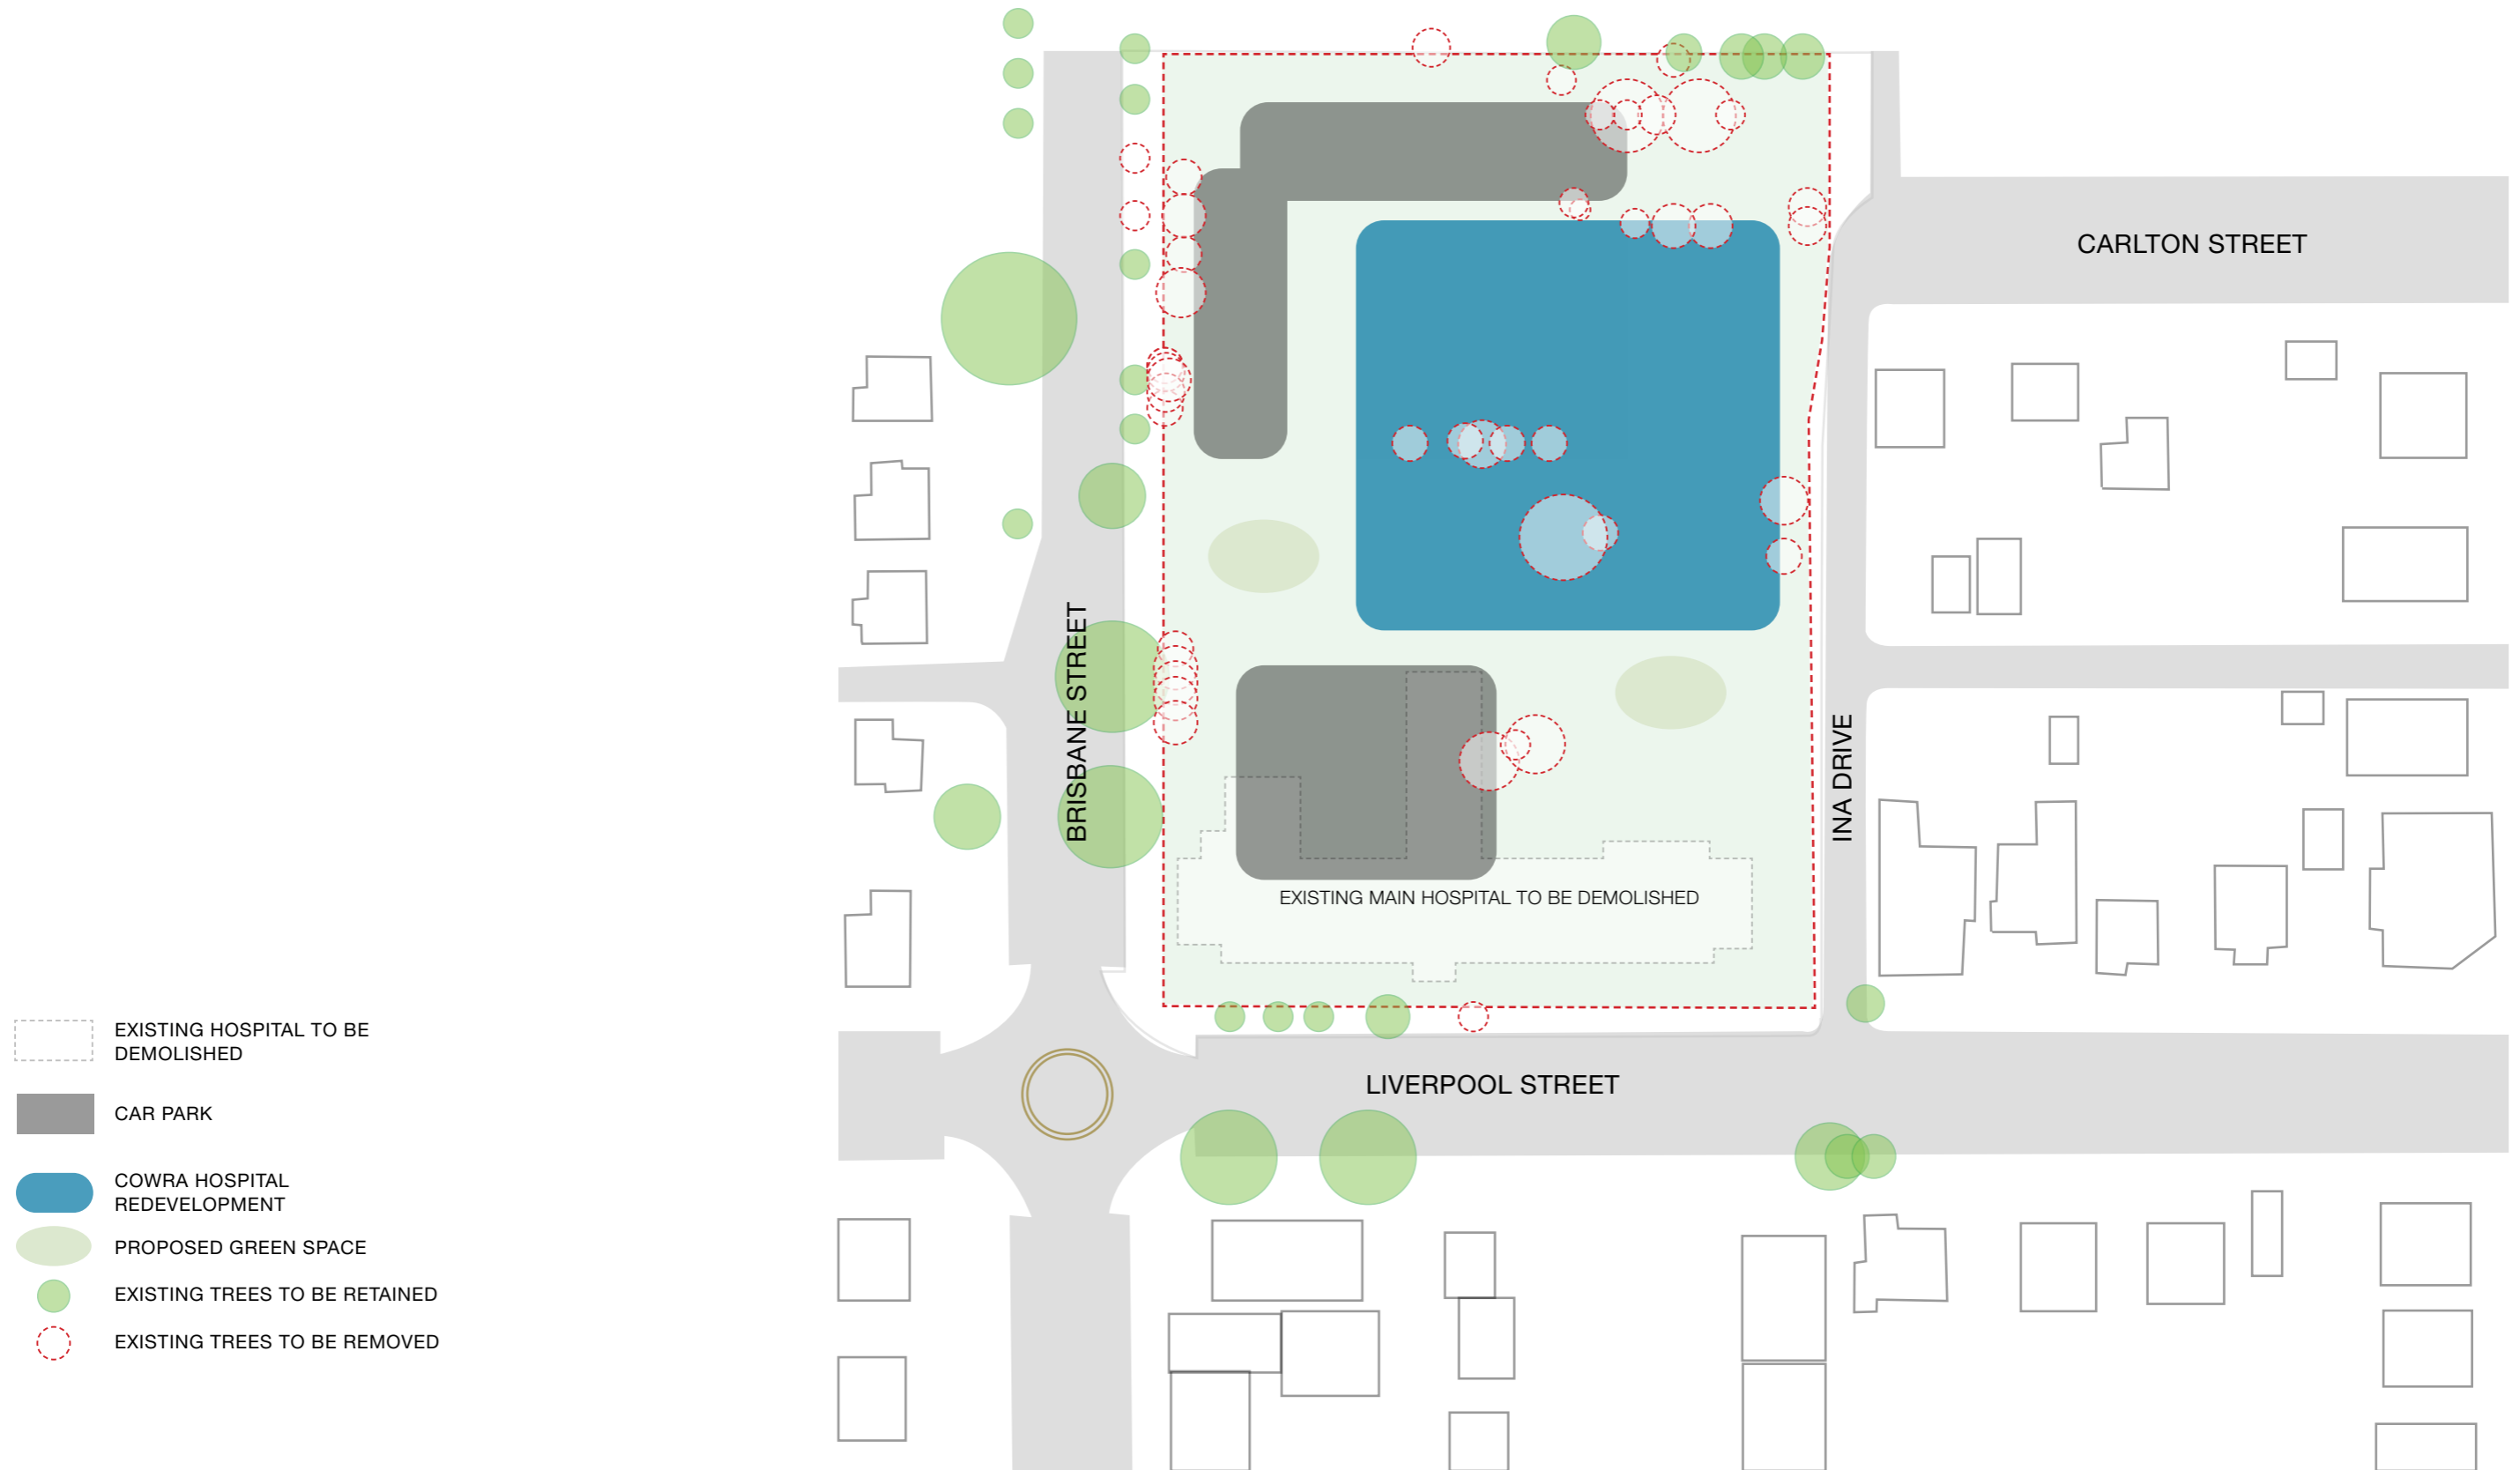 CARLTON STREET
BRISBANE STREET
INA DRIVE
EXISTING MAIN HOSPITAL TO BE DEMOLISHED
LIVERPOOL STREET
EXISTING HOSPITAL TO BE
DEMOLISHED
CAR PARK
COWRA HOSPITAL
REDEVELOPMENT
PROPOSED GREEN SPACE
EXISTING TREES TO BE RETAINED
EXISTING TREES TO BE REMOVED